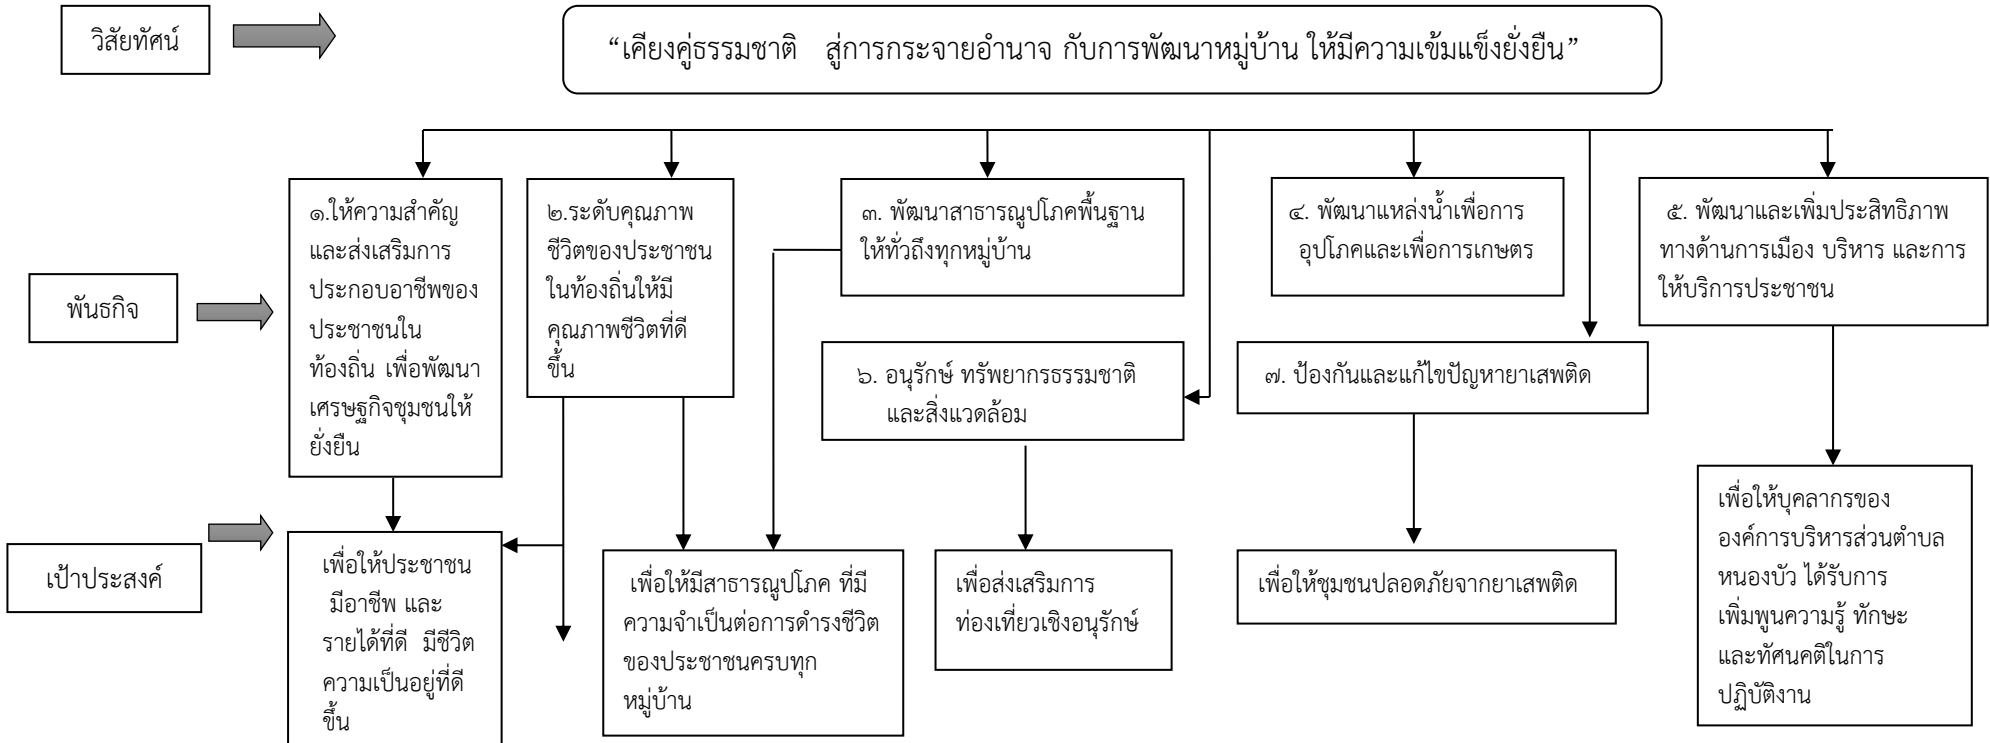 วิสัยทัศน์
“เคียงคู่ธรรมชาติ สู่การกระจายอำนาจ กับการพัฒนาหมู่บ้าน ให้มีความเข้มแข็งยั่งยืน”
พันธกิจ
๑.ให้ความสำคัญ
และส่งเสริมการ
ประกอบอาชีพของ
ประชาชนใน
ท้องถิ่น เพื่อพัฒนา
เศรษฐกิจชุมชนให้
ยั่งยืน
๒.ระดับคุณภาพ
ชีวิตของประชาชน
ในท้องถิ่นให้มี
คุณภาพชีวิตที่ดี
ขึ้น
๓. พัฒนาสาธารณูปโภคพื้นฐาน
ให้ทั่วถึงทุกหมู่บ้าน
๔. พัฒนาแหล่งน้ำเพื่อการ
อุปโภคและเพื่อการเกษตร
๕. พัฒนาและเพิ่มประสิทธิภาพ
ทางด้านการเมือง บริหาร และการ
ให้บริการประชาชน
๖. อนุรักษ์ ทรัพยากรธรรมชาติ
และสิ่งแวดล้อม
๗. ป้องกันและแก้ไขปัญหายาเสพติด
เป้าประสงค์
เพื่อให้ประชาชน
มีอาชีพ และ
รายได้ที่ดี มีชีวิต
ความเป็นอยู่ที่ดี
ขึ้น
เพื่อให้มีสาธารณูปโภค ที่มี
ความจำเป็นต่อการดำรงชีวิต
ของประชาชนครบทุก
หมู่บ้าน
เพื่อส่งเสริมการ
ท่องเที่ยวเชิงอนุรักษ์
เพื่อให้ชุมชนปลอดภัยจากยาเสพติด
เพื่อให้บุคลากรของ
องค์การบริหารส่วนตำบล
หนองบัว ได้รับการ
เพิ่มพูนความรู้ ทักษะ
และทัศนคติในการ
ปฏิบัติงาน